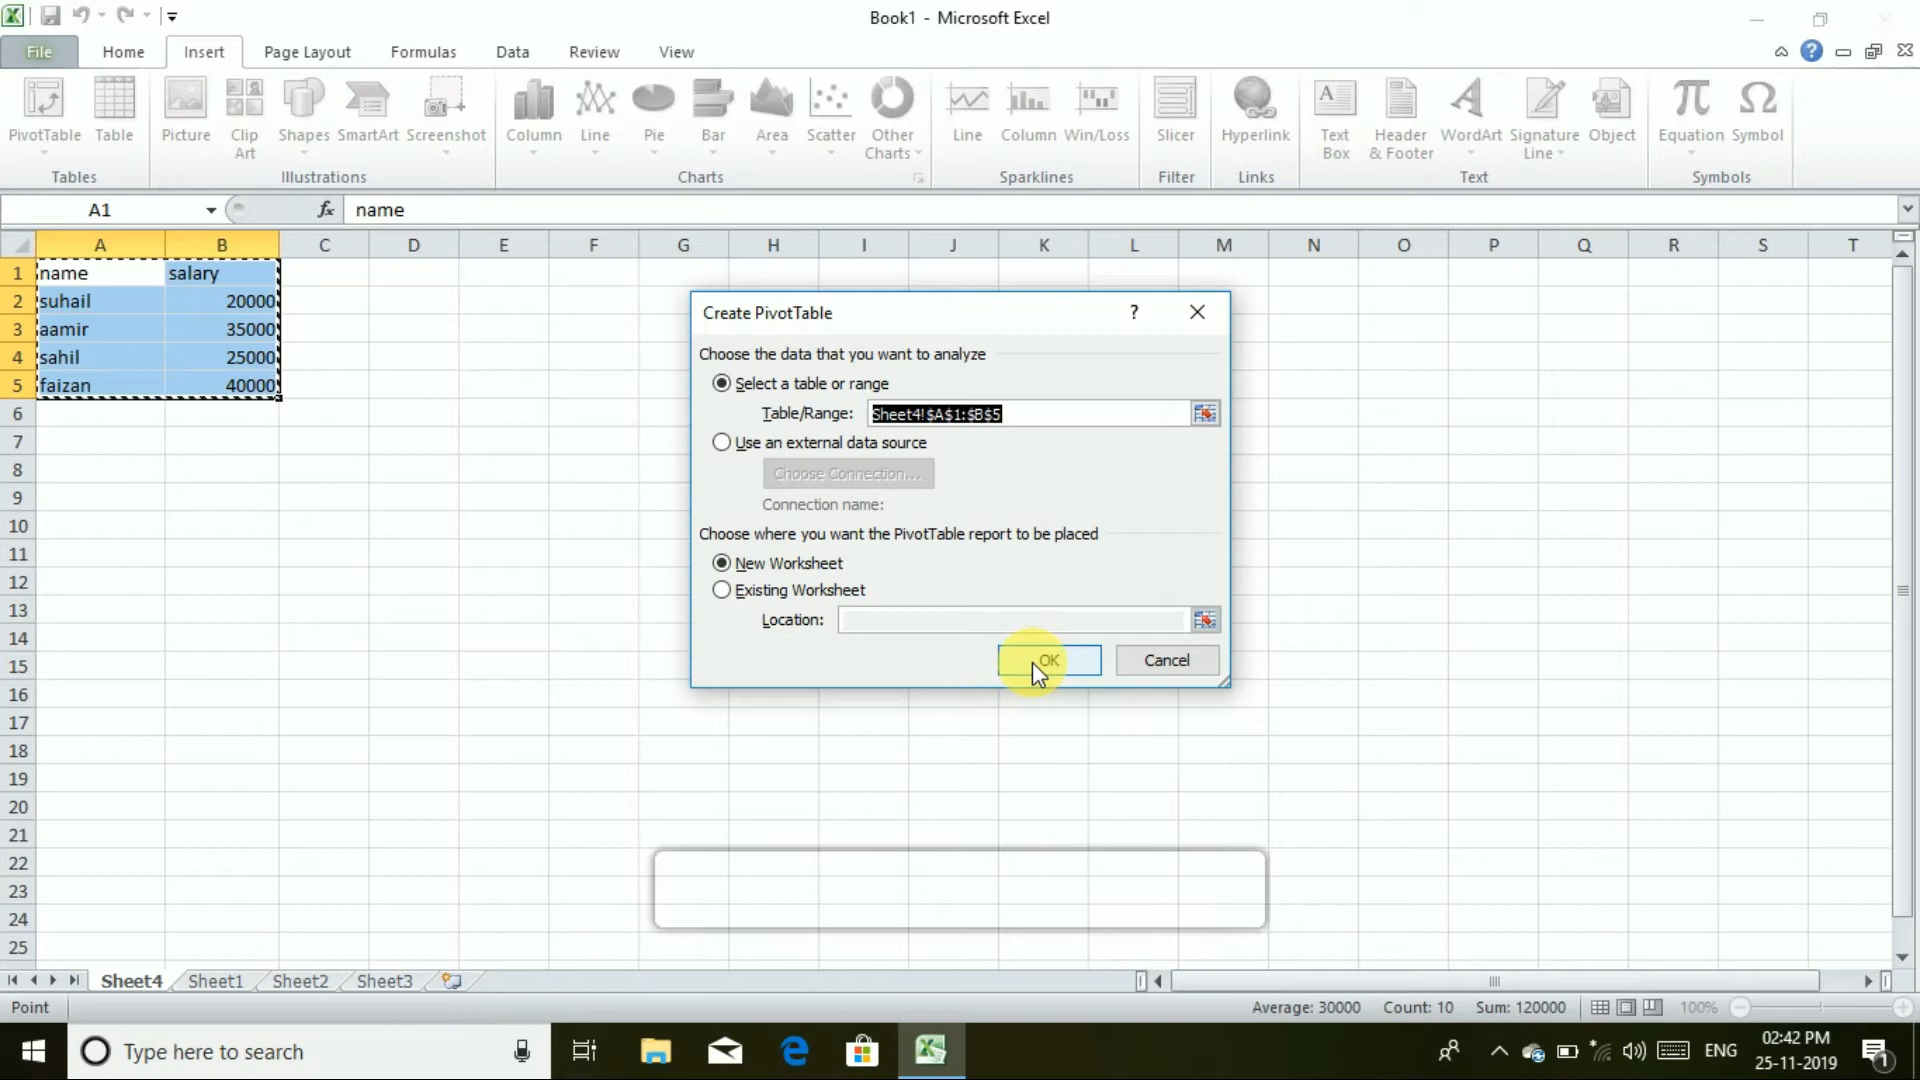 Book1 - Microsoft Excel
File Home Insert Page Layout Formulas Data Review View
PivotTable Table Picture Clip Art Shapes SmartArt Screenshot Column Line Pie Bar Area Scatter Other Charts Line Column Win/Loss Slicer Hyperlink Text Box Header & Footer WordArt Signature Line Object Equation Symbol
Tables Illustrations Charts Sparklines Filter Links Text Symbols
A1 fx name
A B C D E F G H I J K L M N O P Q R S T
1 name salary
2 suhail 20000
3 aamir 35000
4 sahil 25000
5 faizan 40000
6
7
8
9
10
11
12
13
14
15
16
17
18
19
20
21
22
23
24
25
Create PivotTable ?
Choose the data that you want to analyze
Select a table or range
Table/Range: Sheet4!$A$1:$B$5
Use an external data source
Choose Connection...
Connection name:
Choose where you want the PivotTable report to be placed
New Worksheet
Existing Worksheet
Location:
OK Cancel
Sheet4 Sheet1 Sheet2 Sheet3
Point Average: 30000 Count: 10 Sum: 120000 100%
Type here to search ENG 02:42 PM
25-11-2019 1